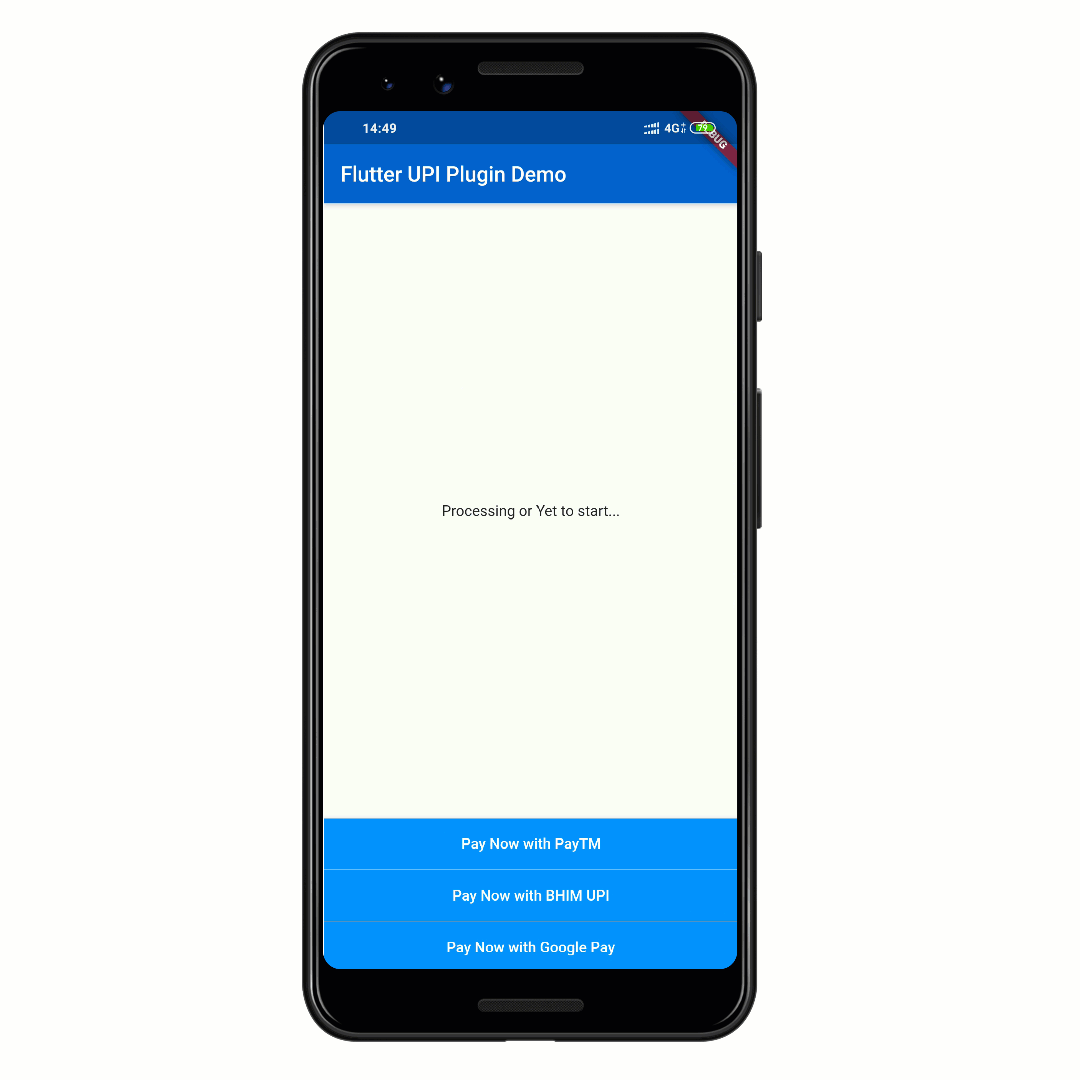 14:49
4G+
79
BUG
Flutter UPI Plugin Demo
Processing or Yet to start...
Pay Now with PayTM
Pay Now with BHIM UPI
Pay Now with Google Pay